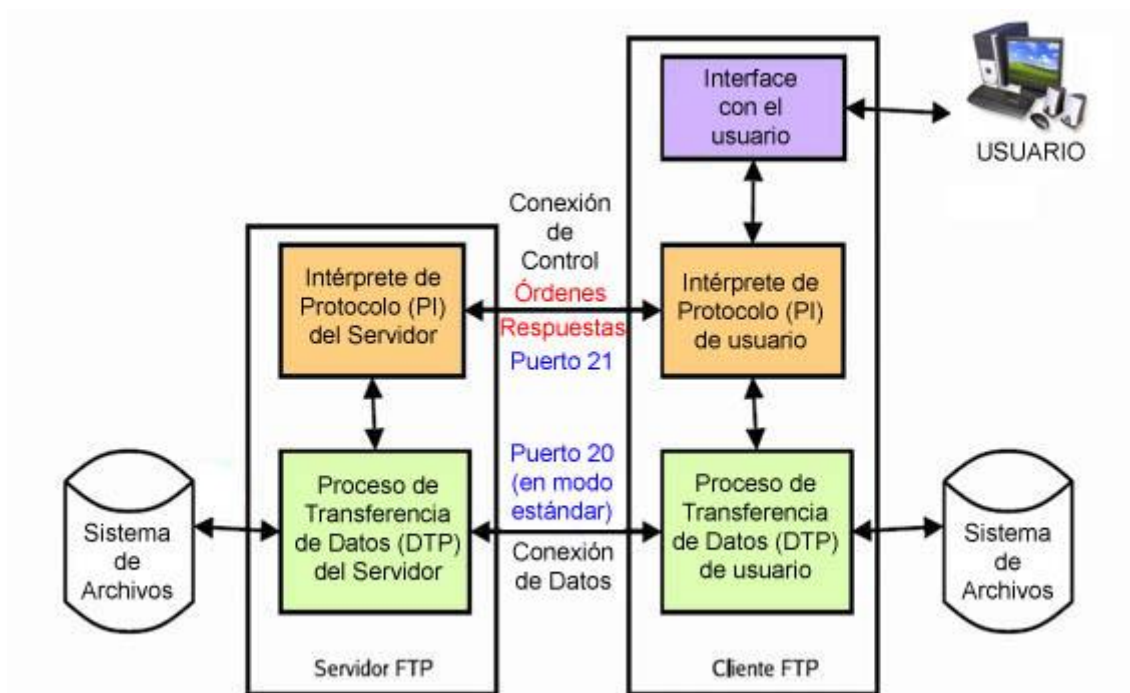 Interface
con el
usuario
USUARIO
Conexión
de
Control
Órdenes
Respuestas
Puerto 21
Intérprete de
Protocolo (PI)
del Servidor
Intérprete de
Protocolo (PI)
de usuario
Puerto 20
(en modo
estándar)
Conexión
de Datos
Sistema
de
Archivos
Proceso de
Transferencia
de Datos (DTP)
del Servidor
Proceso de
Transferencia
de Datos (DTP)
de usuario
Sistema
de
Archivos
Servidor FTP
Cliente FTP